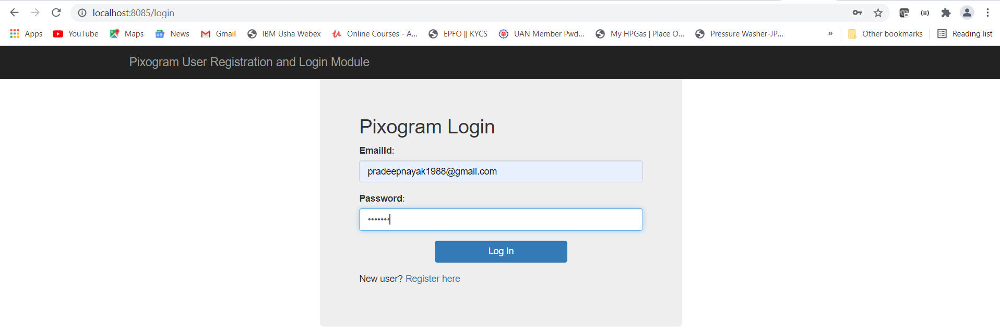 localhost:8085/login
Apps YouTube Maps News Gmail IBM Usha Webex Online Courses - A... EPFO || KYCS UAN Member Pwd... My HPGas | Place O... Pressure Washer-JP... » Other bookmarks Reading list
Pixogram User Registration and Login Module
Pixogram Login
EmailId:
pradeepnayak1988@gmail.com
Password:
•••••••
Log In
New user? Register here